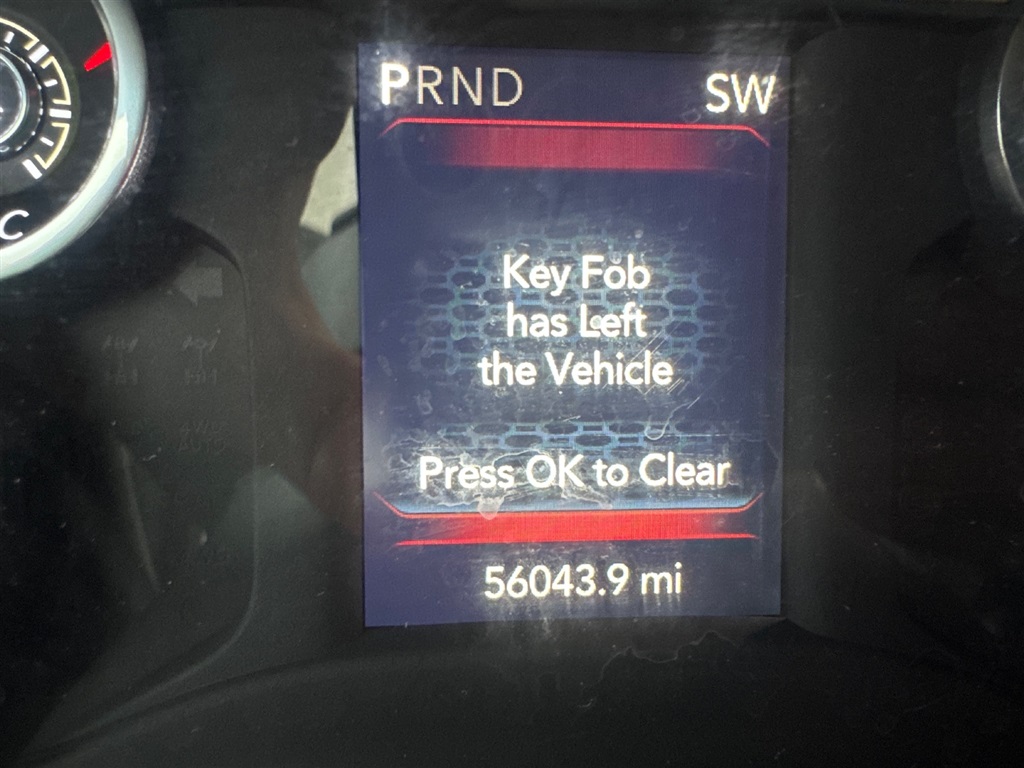 PRND SW
Key Fob
has Left
the Vehicle
Press OK to Clear
56043.9 mi
C